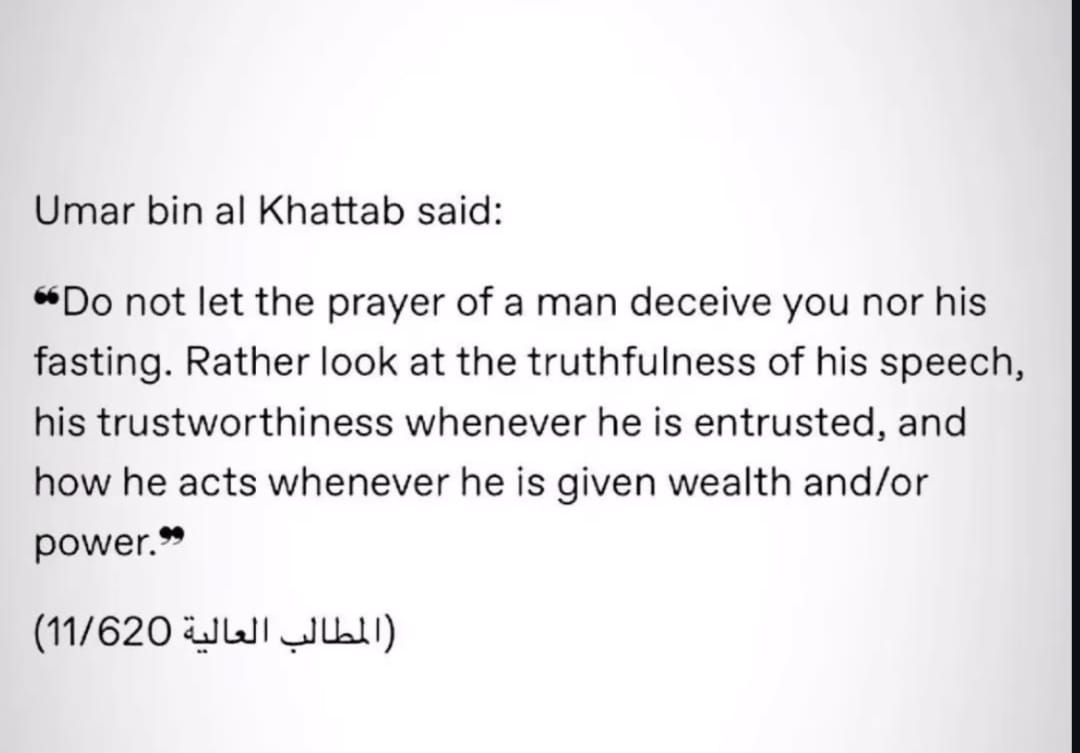 Umar bin al Khattab said:
❝Do not let the prayer of a man deceive you nor his
fasting. Rather look at the truthfulness of his speech,
his trustworthiness whenever he is entrusted, and
how he acts whenever he is given wealth and/or
power.❞
(المطالب العالية 11/620)